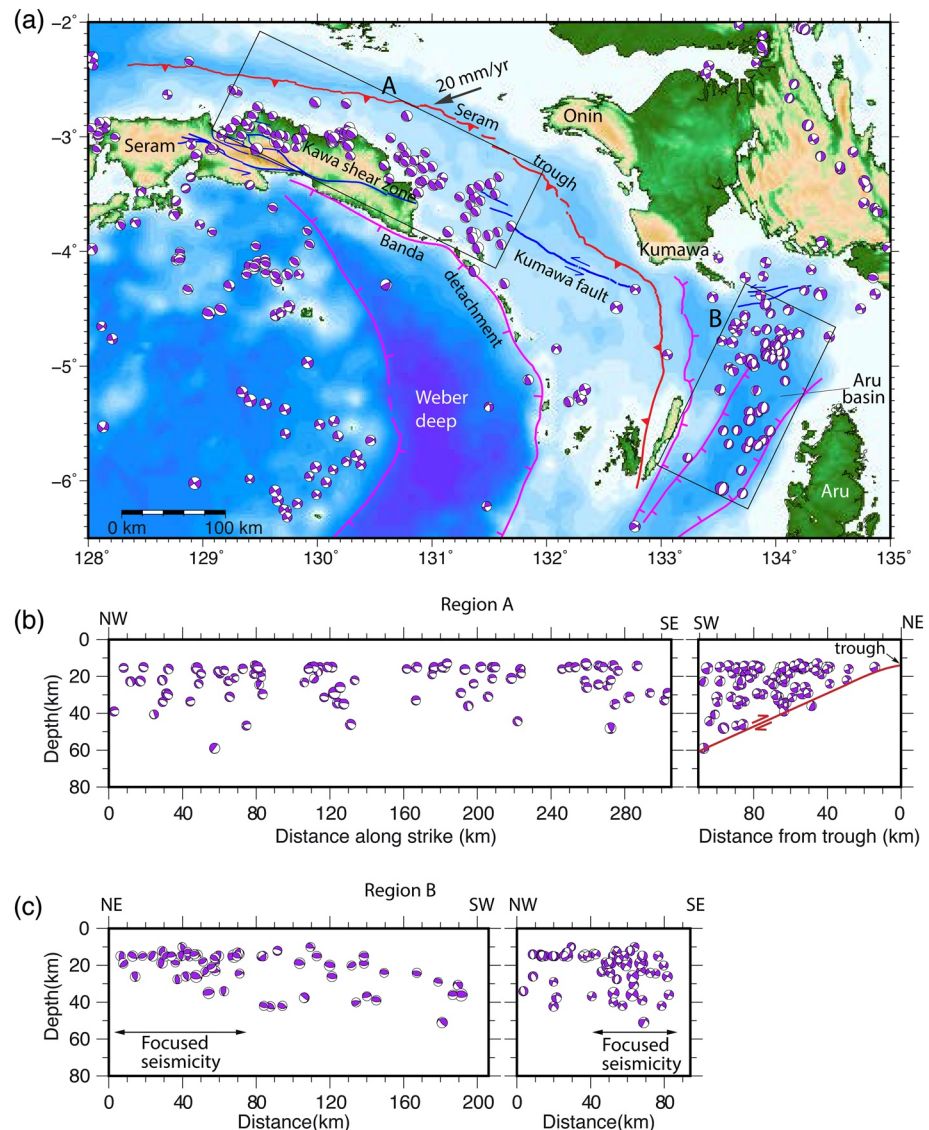 (a)
−2°
−3°
−4°
−5°
−6°
128°
129°
130°
131°
132°
133°
134°
135°
A
20 mm/yr
Seram
trough
Onin
Seram
Kawa shear zone
Banda
detachment
Kumawa fault
Kumawa
B
Weber
deep
Aru
basin
Aru
0 km
100 km
(b)
Region A
NW
SE
SW
NE
trough
Depth(km)
0
20
40
60
80
0
40
80
120
160
200
240
280
Distance along strike (km)
80
40
0
Distance from trough (km)
(c)
Region B
NE
SW
NW
SE
Depth(km)
0
20
40
60
80
Focused
seismicity
Focused
seismicity
0
40
80
120
160
200
Distance(km)
0
40
80
Distance(km)